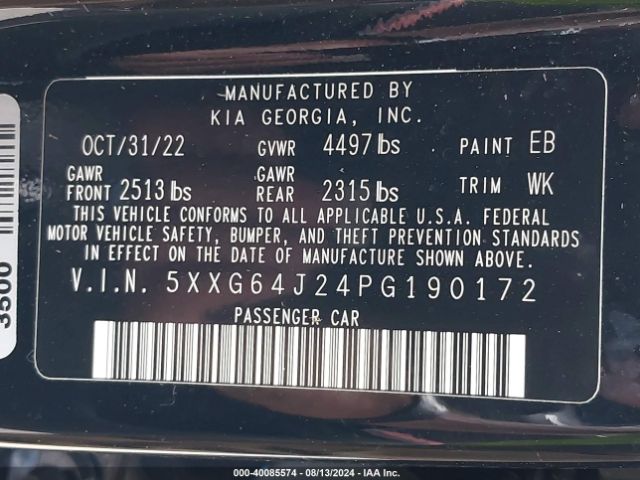 MANUFACTURED BY
KIA GEORGIA, INC.
OCT/31/22 GVWR 4497 lbs PAINT EB
GAWR FRONT 2513 lbs GAWR REAR 2315 lbs TRIM WK
THIS VEHICLE CONFORMS TO ALL APPLICABLE U.S.A. FEDERAL
MOTOR VEHICLE SAFETY, BUMPER, AND THEFT PREVENTION STANDARDS
IN EFFECT ON THE DATE OF MANUFACTURE SHOWN ABOVE.
V.I.N. 5XXG64J24PG190172
PASSENGER CAR
3500
000-40085574 - 08/13/2024 - IAA Inc.